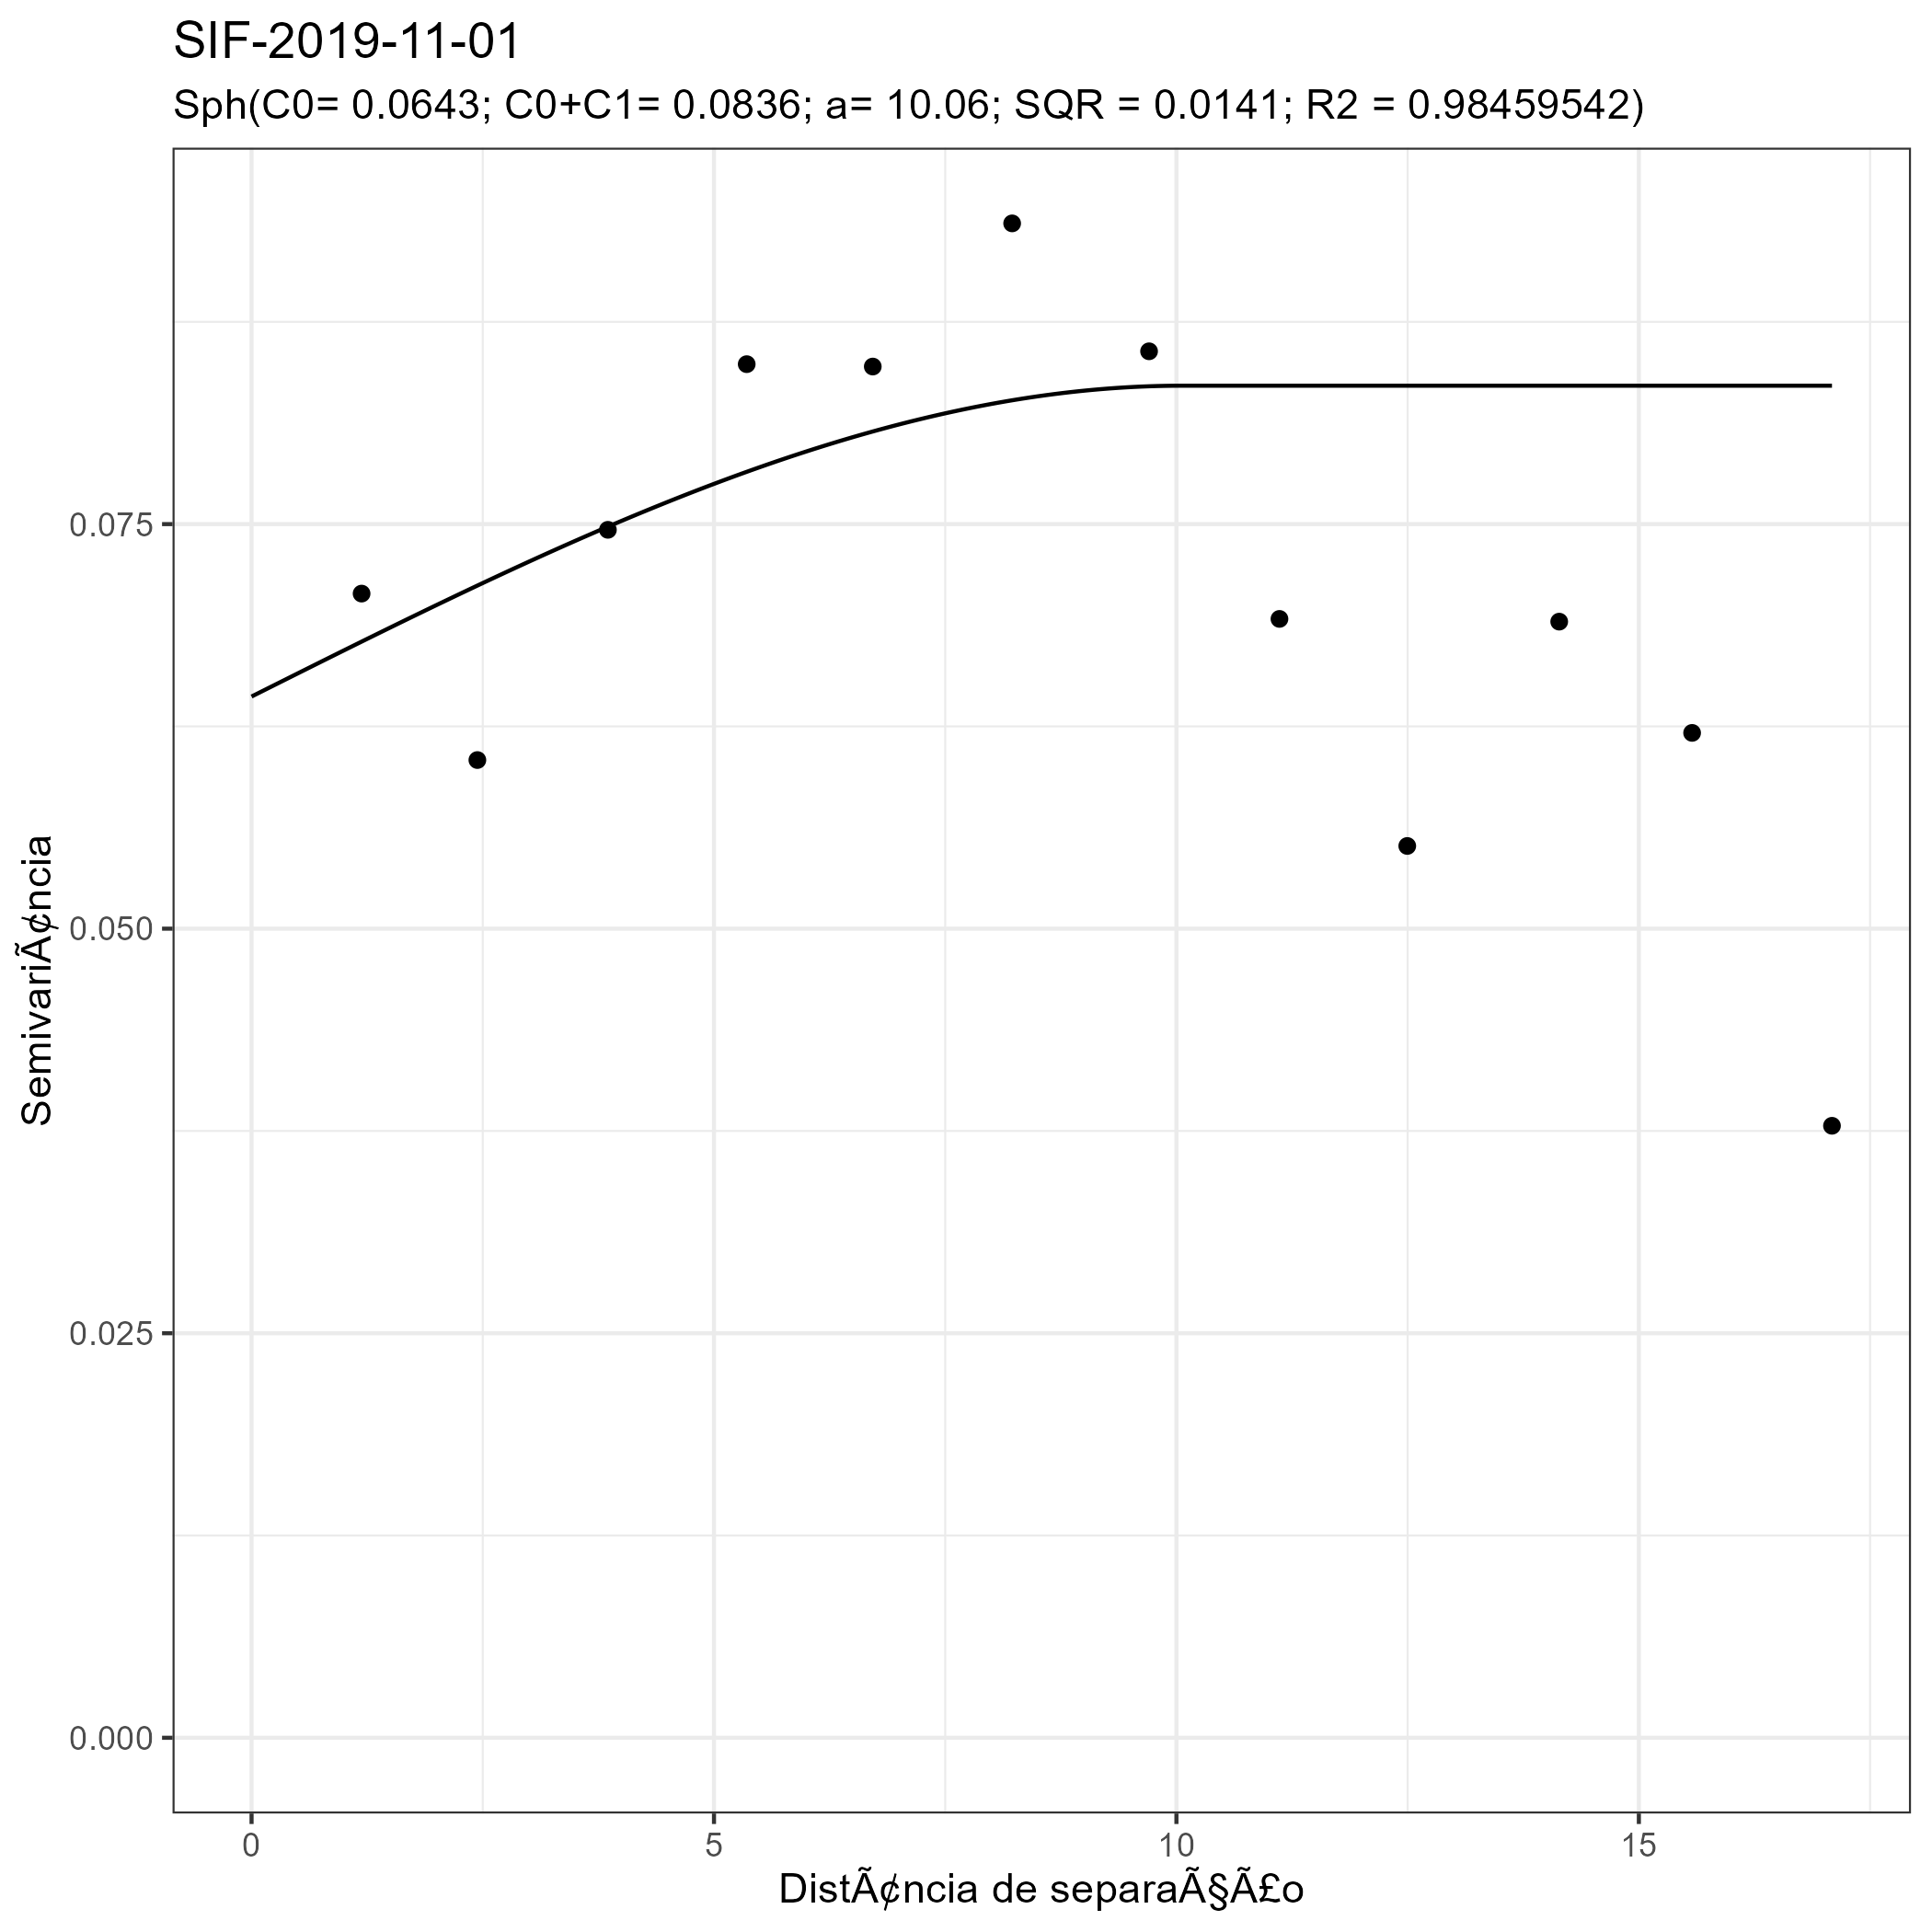 SIF-2019-11-01
Sph(C0= 0.0643; C0+C1= 0.0836; a= 10.06; SQR = 0.0141; R2 = 0.98459542)
SemivariÃ¢ncia
0.075
0.050
0.025
0.000
0 5 10 15
DistÃ¢ncia de separaÃ§Ã£o